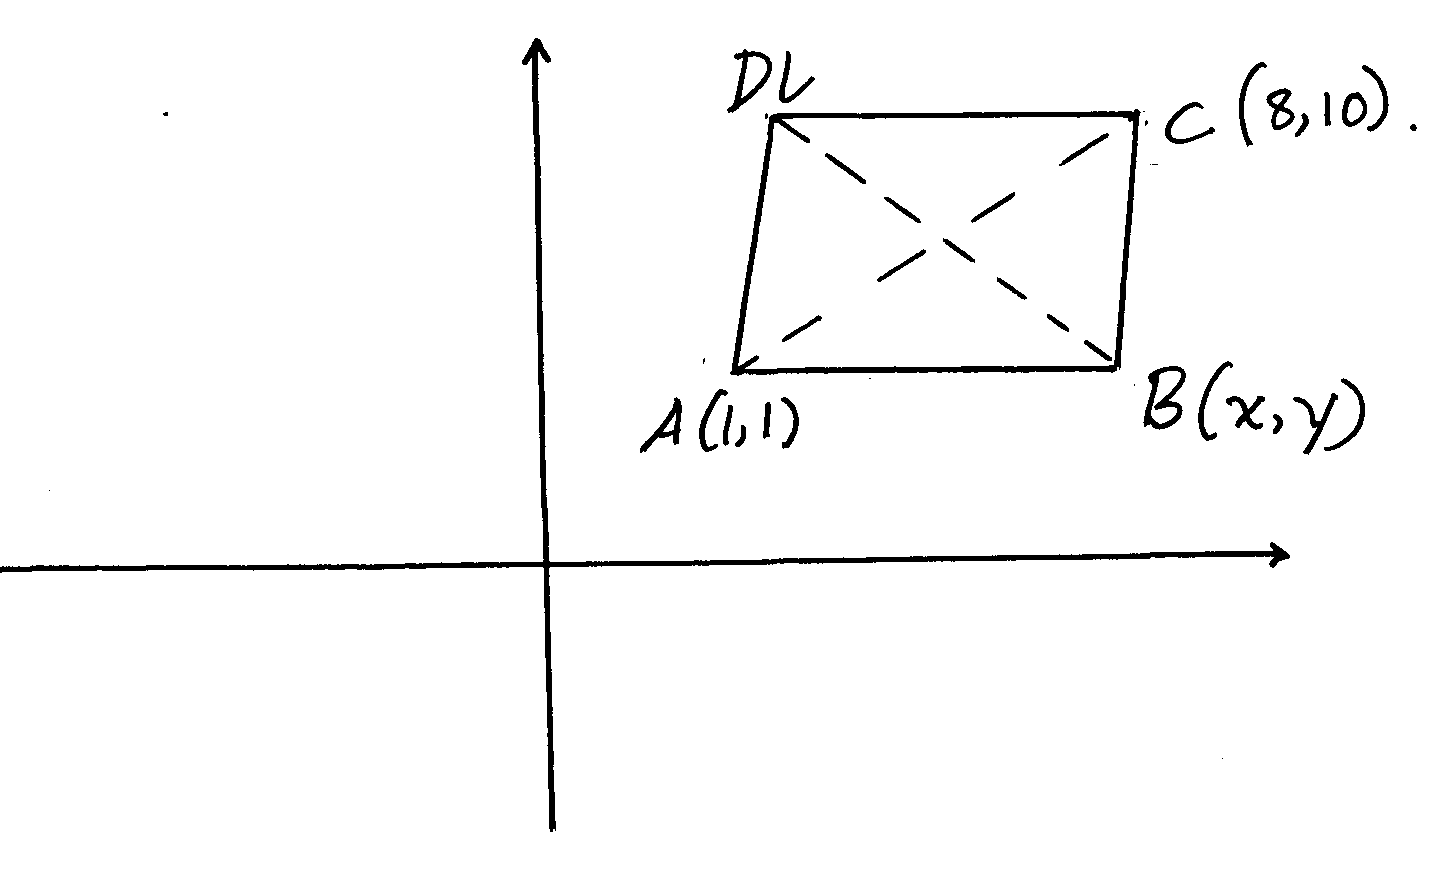 D
C (8,10).
A(1,1)
B(x,y)